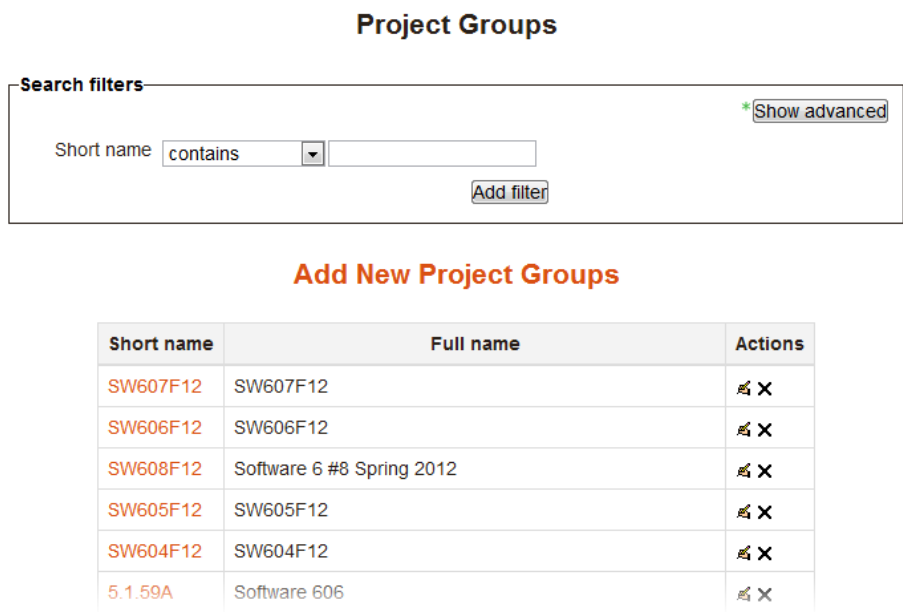 Project Groups
Search filters
*Show advanced
Short name contains
Add filter
Add New Project Groups
Short name Full name Actions
SW607F12 SW607F12
SW606F12 SW606F12
SW608F12 Software 6 #8 Spring 2012
SW605F12 SW605F12
SW604F12 SW604F12
5.1.59A Software 606